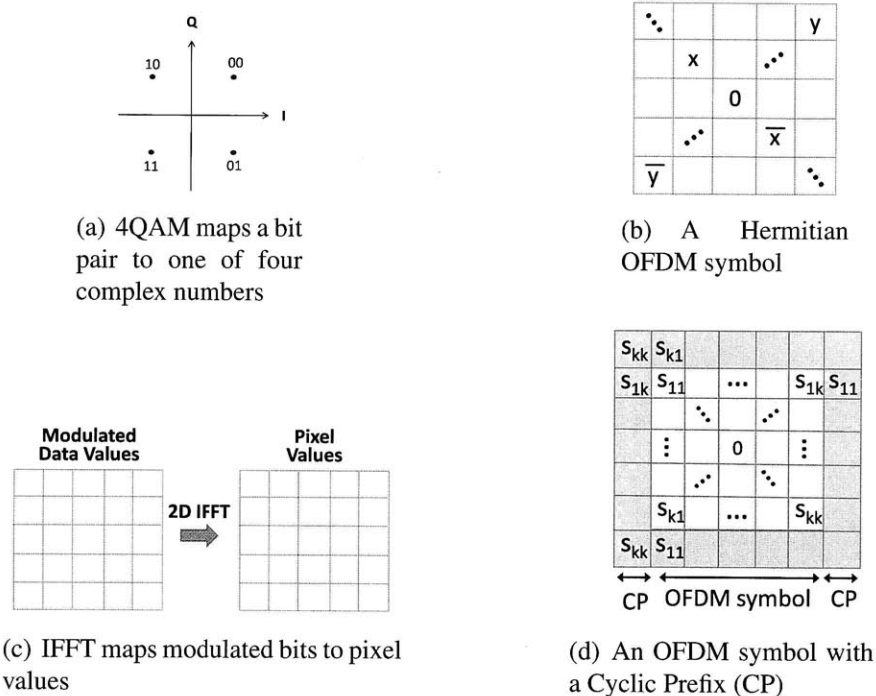 Q
10 00
I
11 01
(a) 4QAM maps a bit
pair to one of four
complex numbers
y
x
0
x̅
y̅
(b) A Hermitian
OFDM symbol
Modulated
Data Values
Pixel
Values
2D IFFT
(c) IFFT maps modulated bits to pixel
values
Skk Sk1
S1k S11 ... S1k S11
0
Sk1 ... Skk
Skk S11
CP OFDM symbol CP
(d) An OFDM symbol with
a Cyclic Prefix (CP)